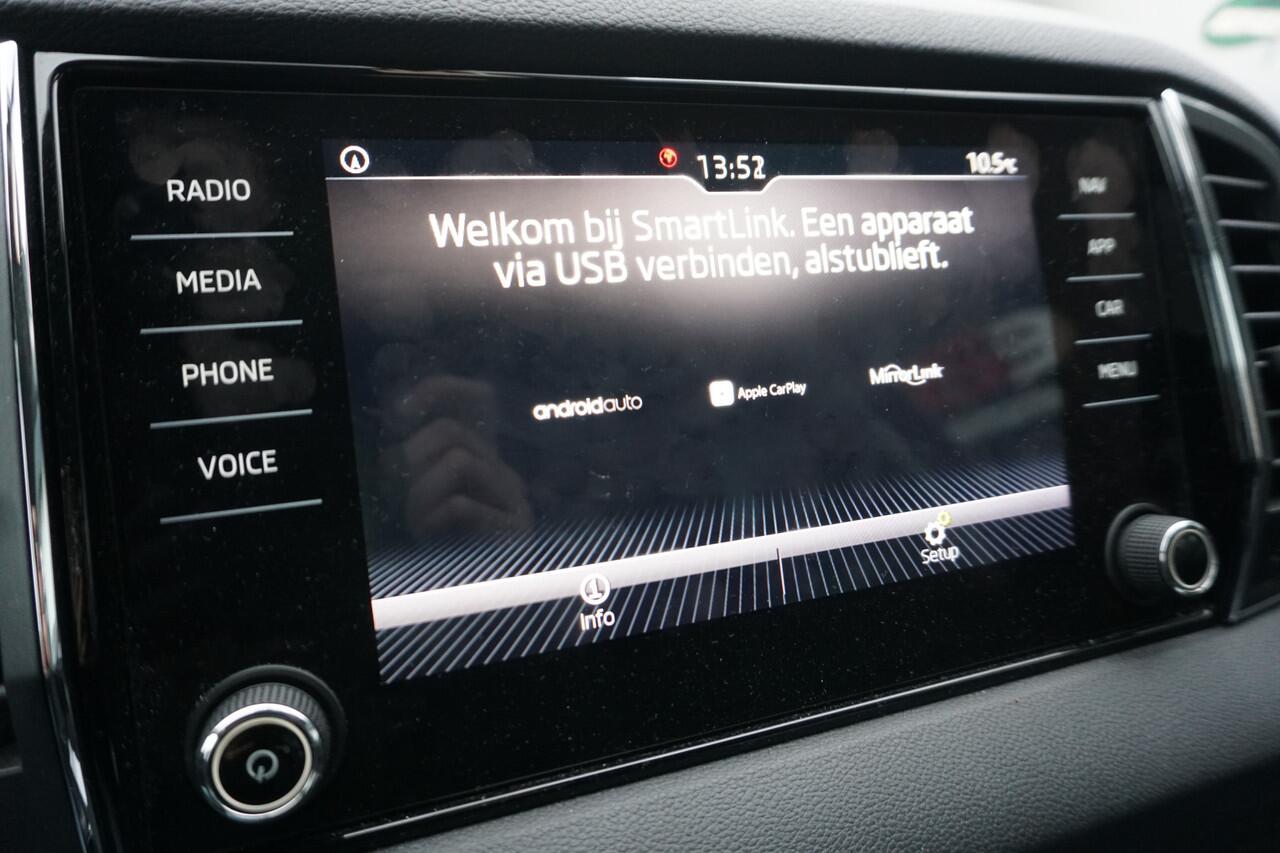 13:52
10.5°C
RADIO
MEDIA
PHONE
VOICE
Welkom bij SmartLink. Een apparaat
via USB verbinden, alstublieft.
androidauto
Apple CarPlay
MirrorLink
Info
Setup
NAV
APP
CAR
MENU